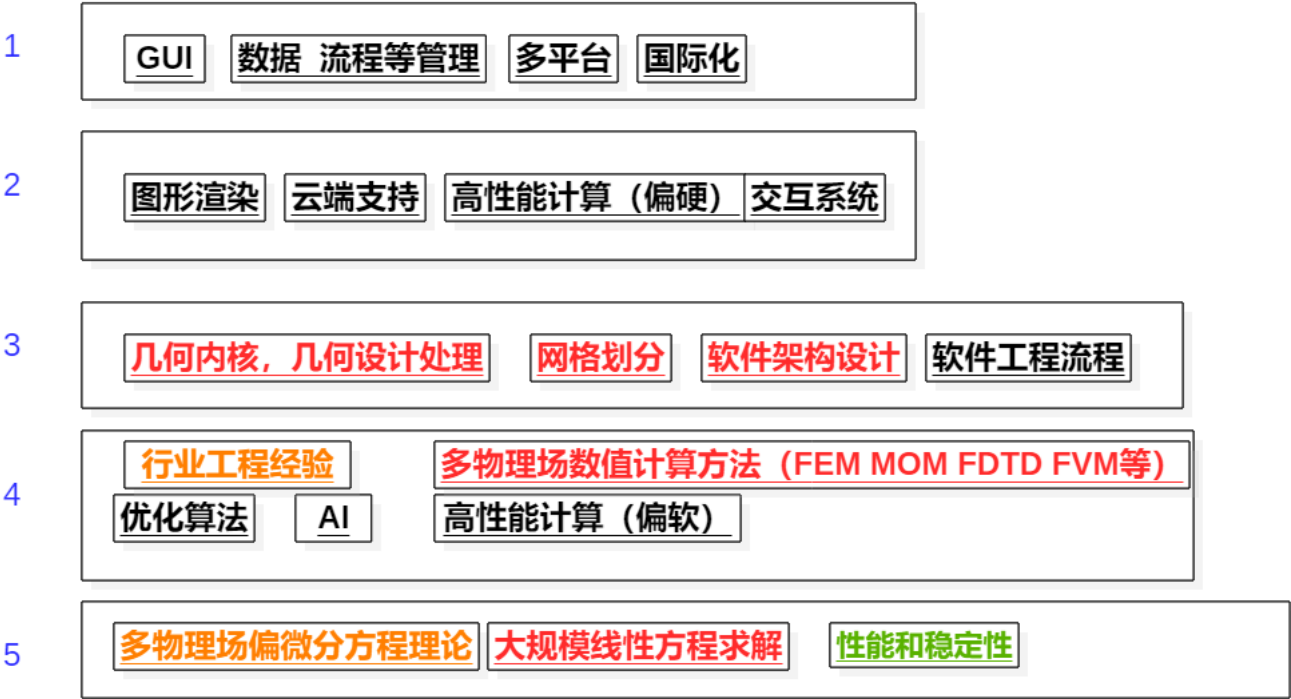 1
GUI 数据 流程等管理 多平台 国际化
2
图形渲染 云端支持 高性能计算（偏硬） 交互系统
3
几何内核，几何设计处理 网格划分 软件架构设计 软件工程流程
4
行业工程经验 多物理场数值计算方法（FEM MOM FDTD FVM等）
优化算法 AI 高性能计算（偏软）
5
多物理场偏微分方程理论 大规模线性方程求解 性能和稳定性